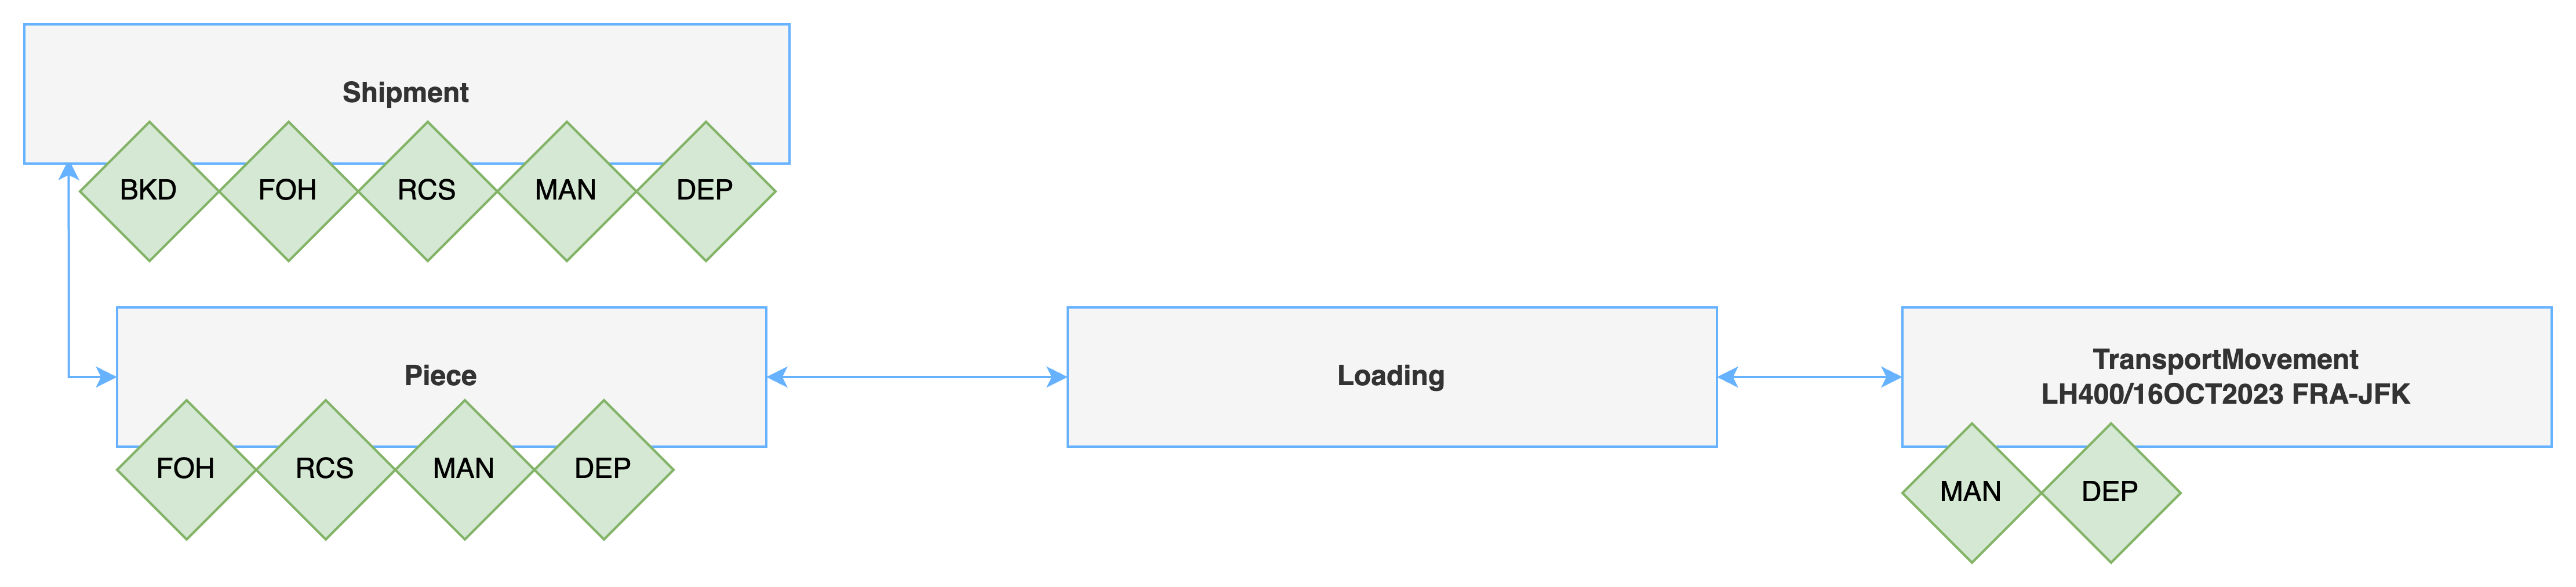 Shipment
BKD
FOH
RCS
MAN
DEP
Piece
FOH
RCS
MAN
DEP
Loading
TransportMovement
LH400/16OCT2023 FRA-JFK
MAN
DEP